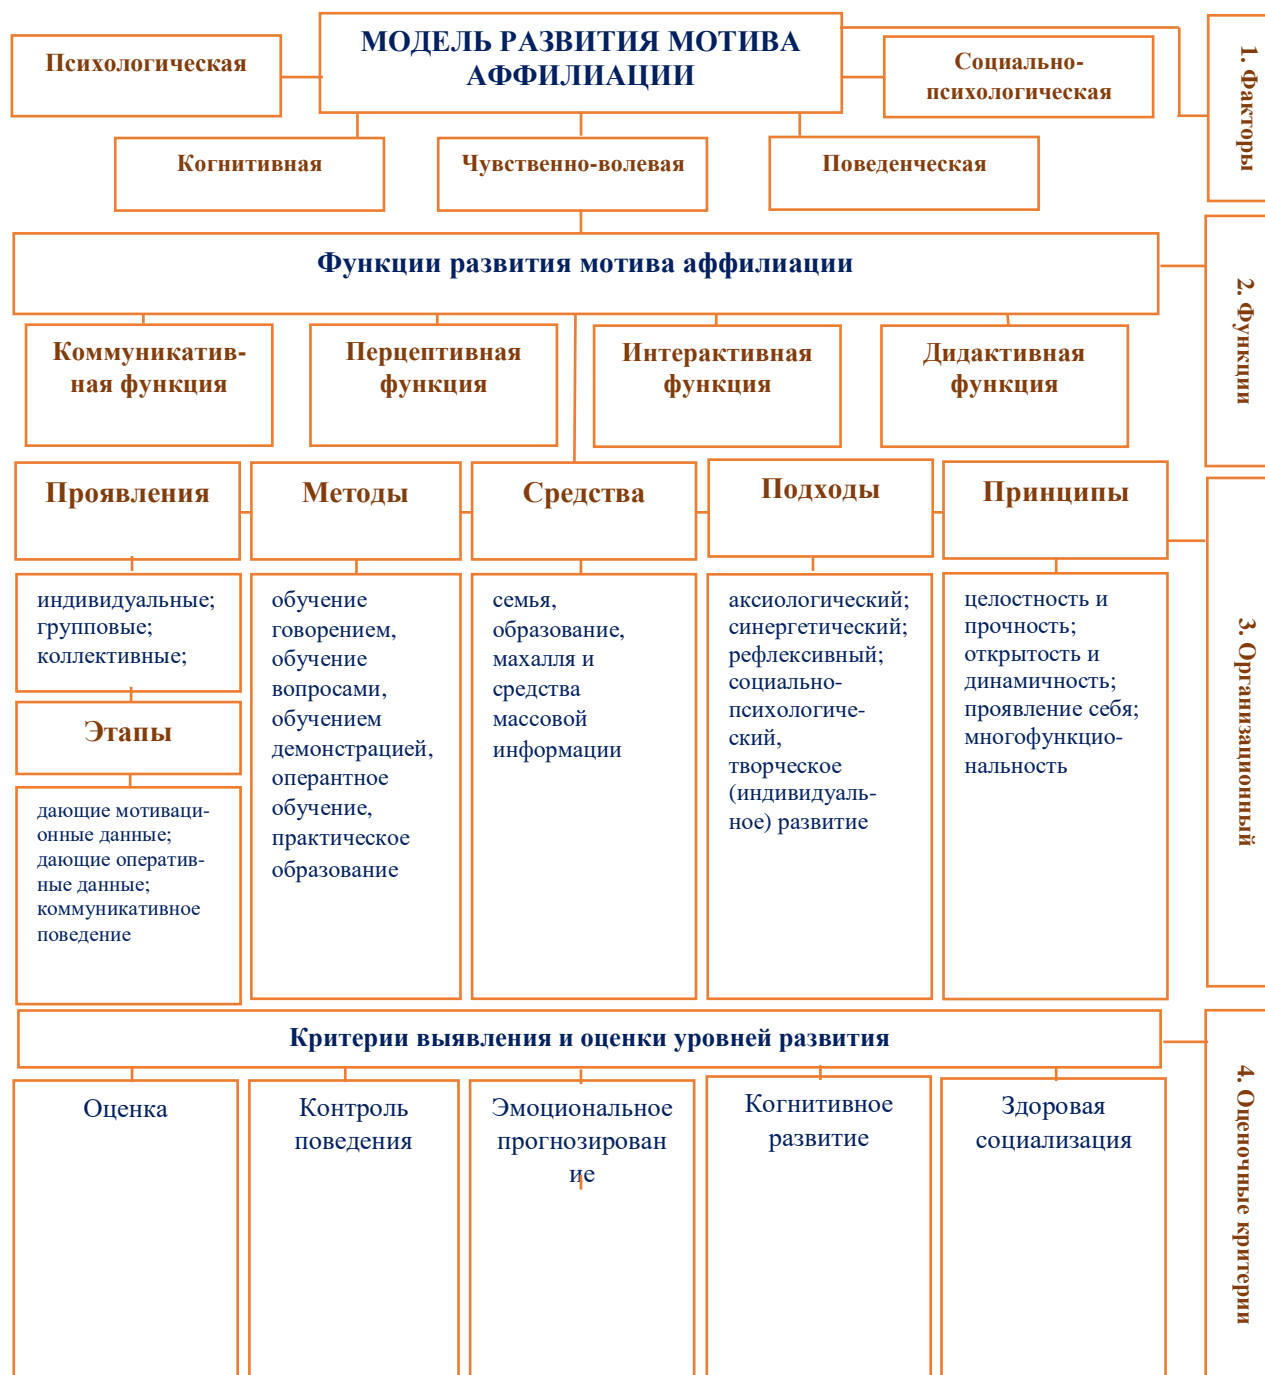 МОДЕЛЬ РАЗВИТИЯ МОТИВА
АФФИЛИАЦИИ
Психологическая
Социально-
психологическая
1. Факторы
Когнитивная
Чувственно-волевая
Поведенческая
Функции развития мотива аффилиации
2. Функции
Коммуникатив-
ная функция
Перцептивная
функция
Интерактивная
функция
Дидактивная
функция
Проявления
Методы
Средства
Подходы
Принципы
3. Организационный
индивидуальные;
групповые;
коллективные;
Этапы
дающие мотиваци-
онные данные;
дающие оператив-
ные данные;
коммуникативное
поведение
обучение
говорением,
обучение
вопросами,
обучением
демонстрацией,
оперантное
обучение,
практическое
образование
семья,
образование,
махалля и
средства
массовой
информации
аксиологический;
синергетический;
рефлексивный;
социально-
психологиче-
ский,
творческое
(индивидуаль-
ное) развитие
целостность и
прочность;
открытость и
динамичность;
проявление себя;
многофункцио-
нальность
Критерии выявления и оценки уровней развития
4. Оценочные критерии
Оценка
Контроль
поведения
Эмоциональное
прогнозирован
ие
Когнитивное
развитие
Здоровая
социализация